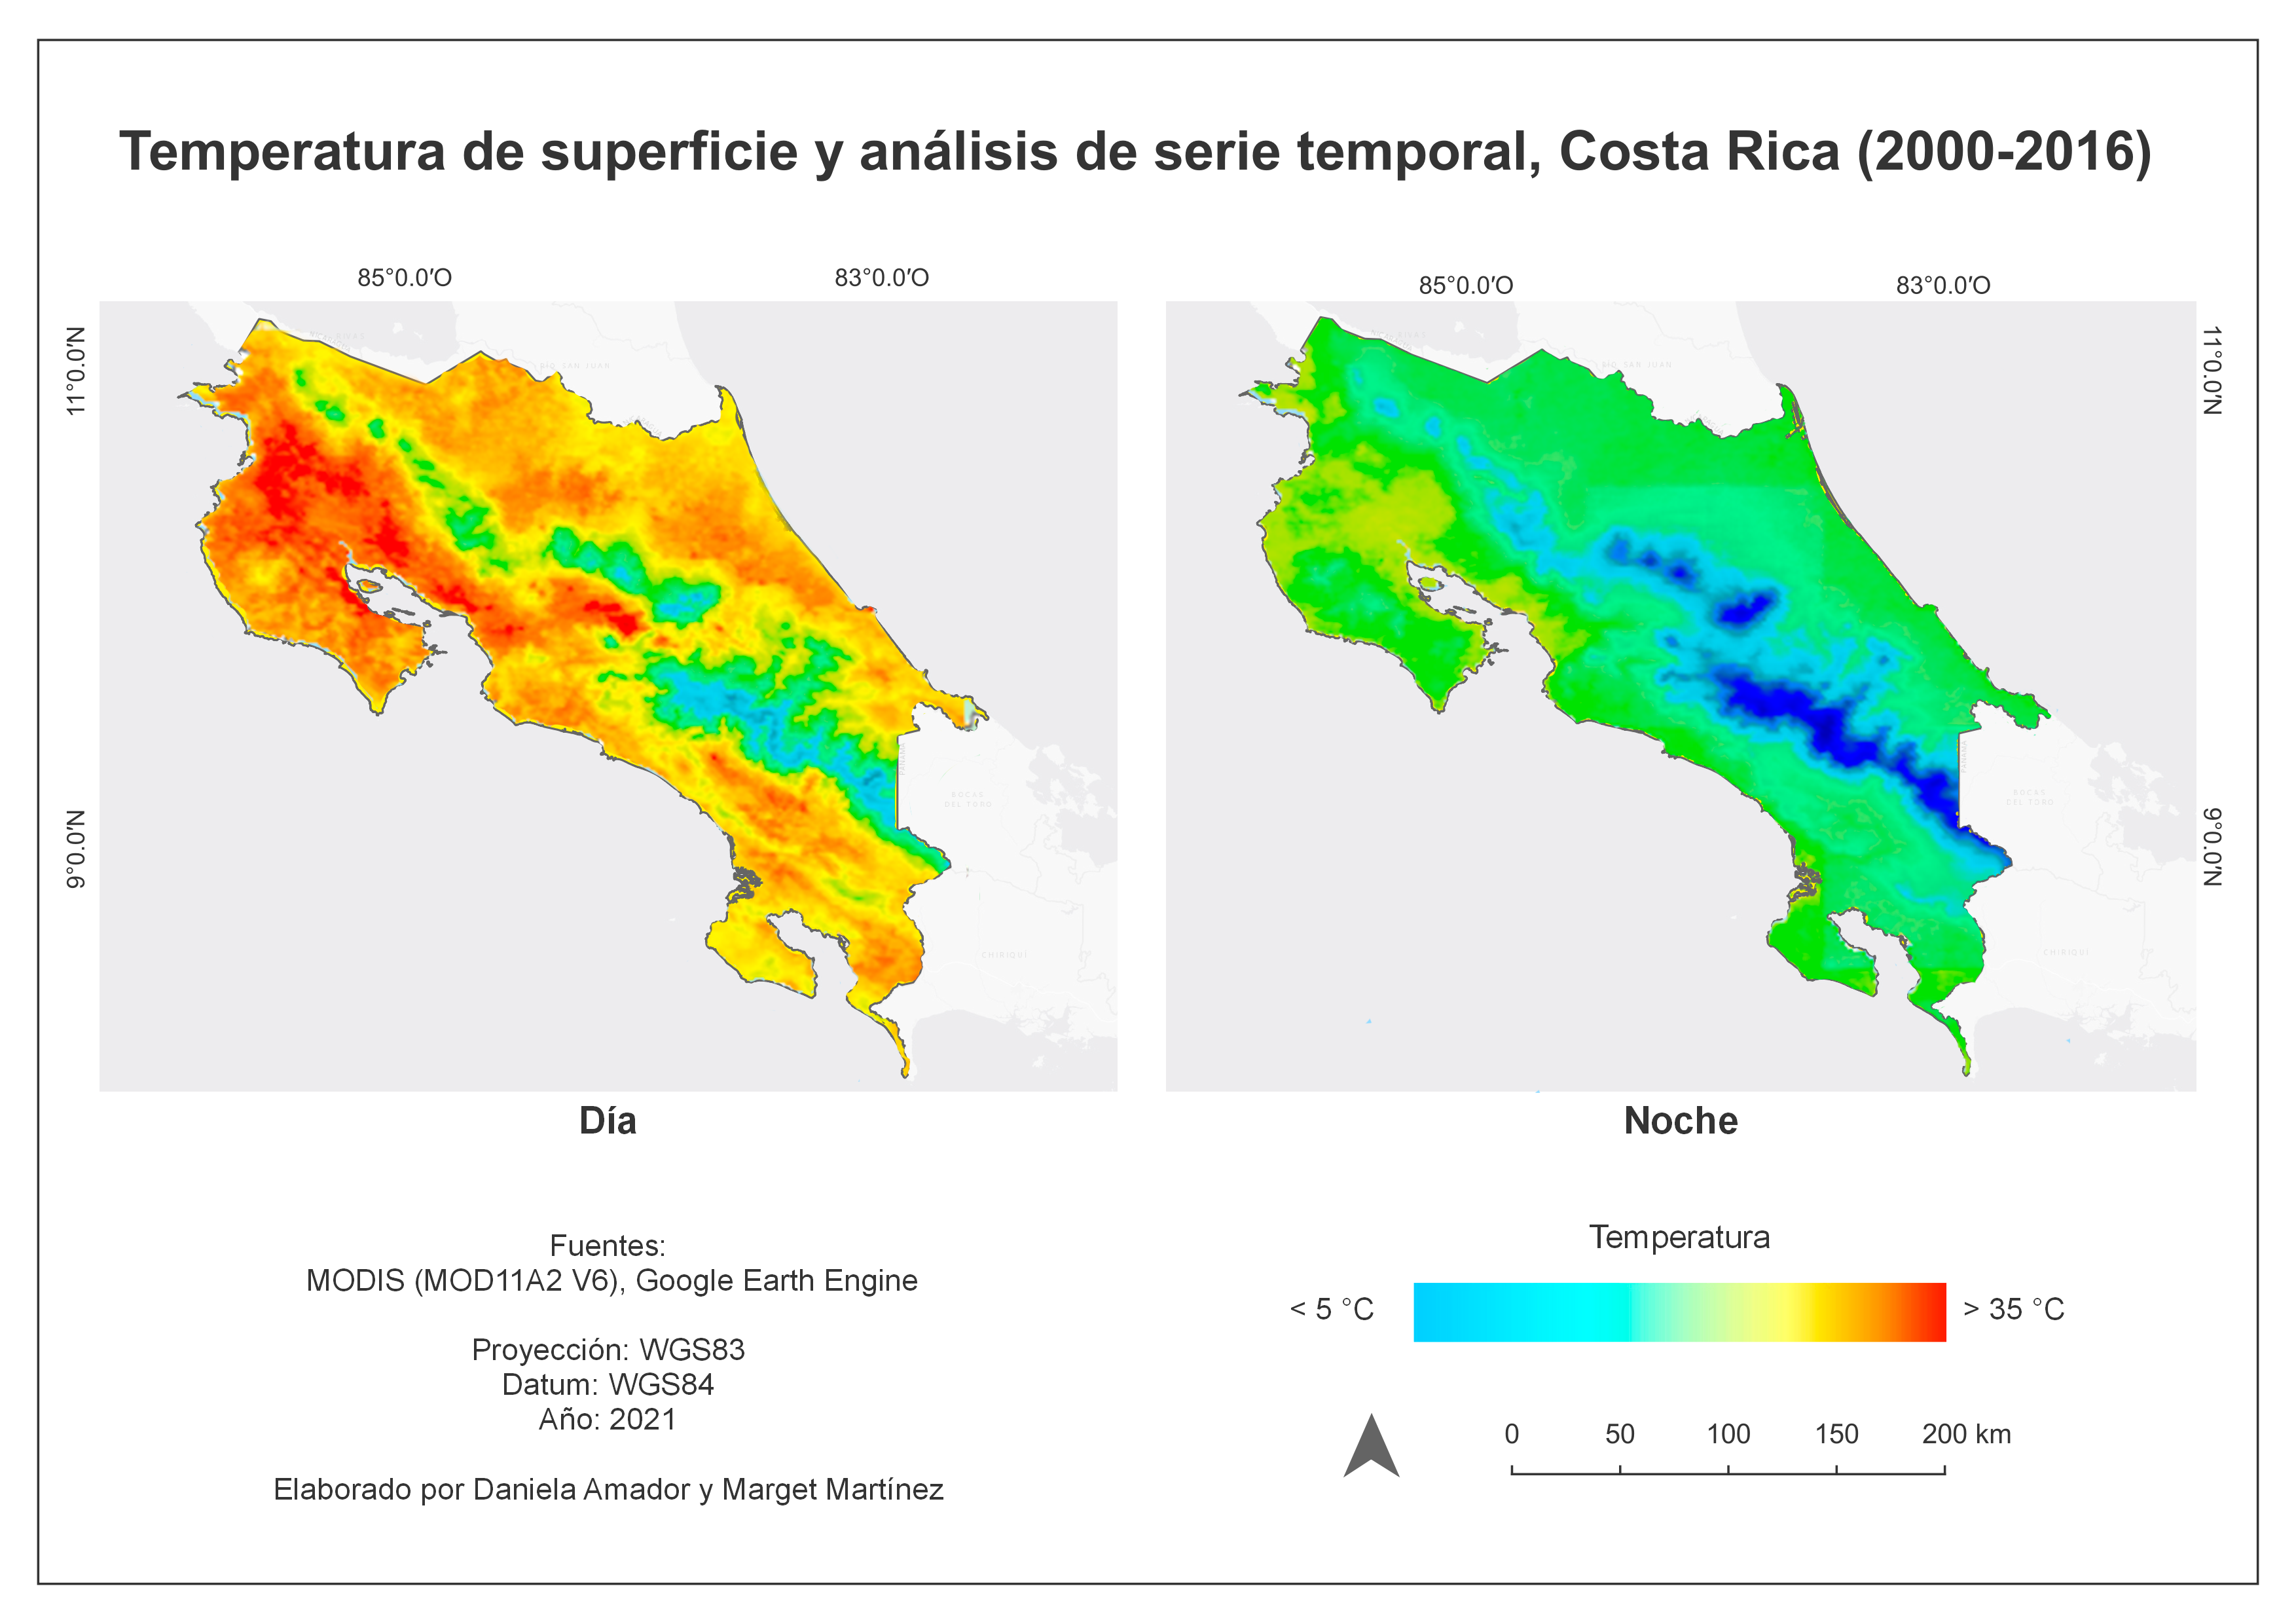 Temperatura de superficie y análisis de serie temporal, Costa Rica (2000-2016)
85°0.0′O
83°0.0′O
85°0.0′O
83°0.0′O
11°0.0′N
9°0.0′N
11°0.0′N
9°0.0′N
RÍO SAN JUAN
RÍO SAN JUAN
PANAMÁ
PANAMÁ
BOCAS
DEL TORO
BOCAS
DEL TORO
CHIRIQUÍ
CHIRIQUÍ
Día
Noche
Fuentes:
MODIS (MOD11A2 V6), Google Earth Engine
Proyección: WGS83
Datum: WGS84
Año: 2021
Elaborado por Daniela Amador y Marget Martínez
Temperatura
< 5 °C
> 35 °C
0
50
100
150
200 km